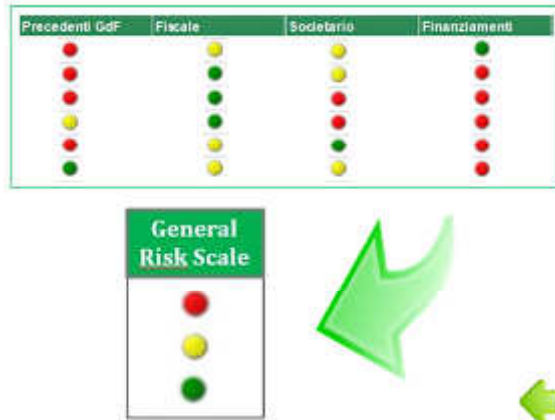 Precedenti GdF Fiscale Societario Finanziamenti
General
Risk Scale